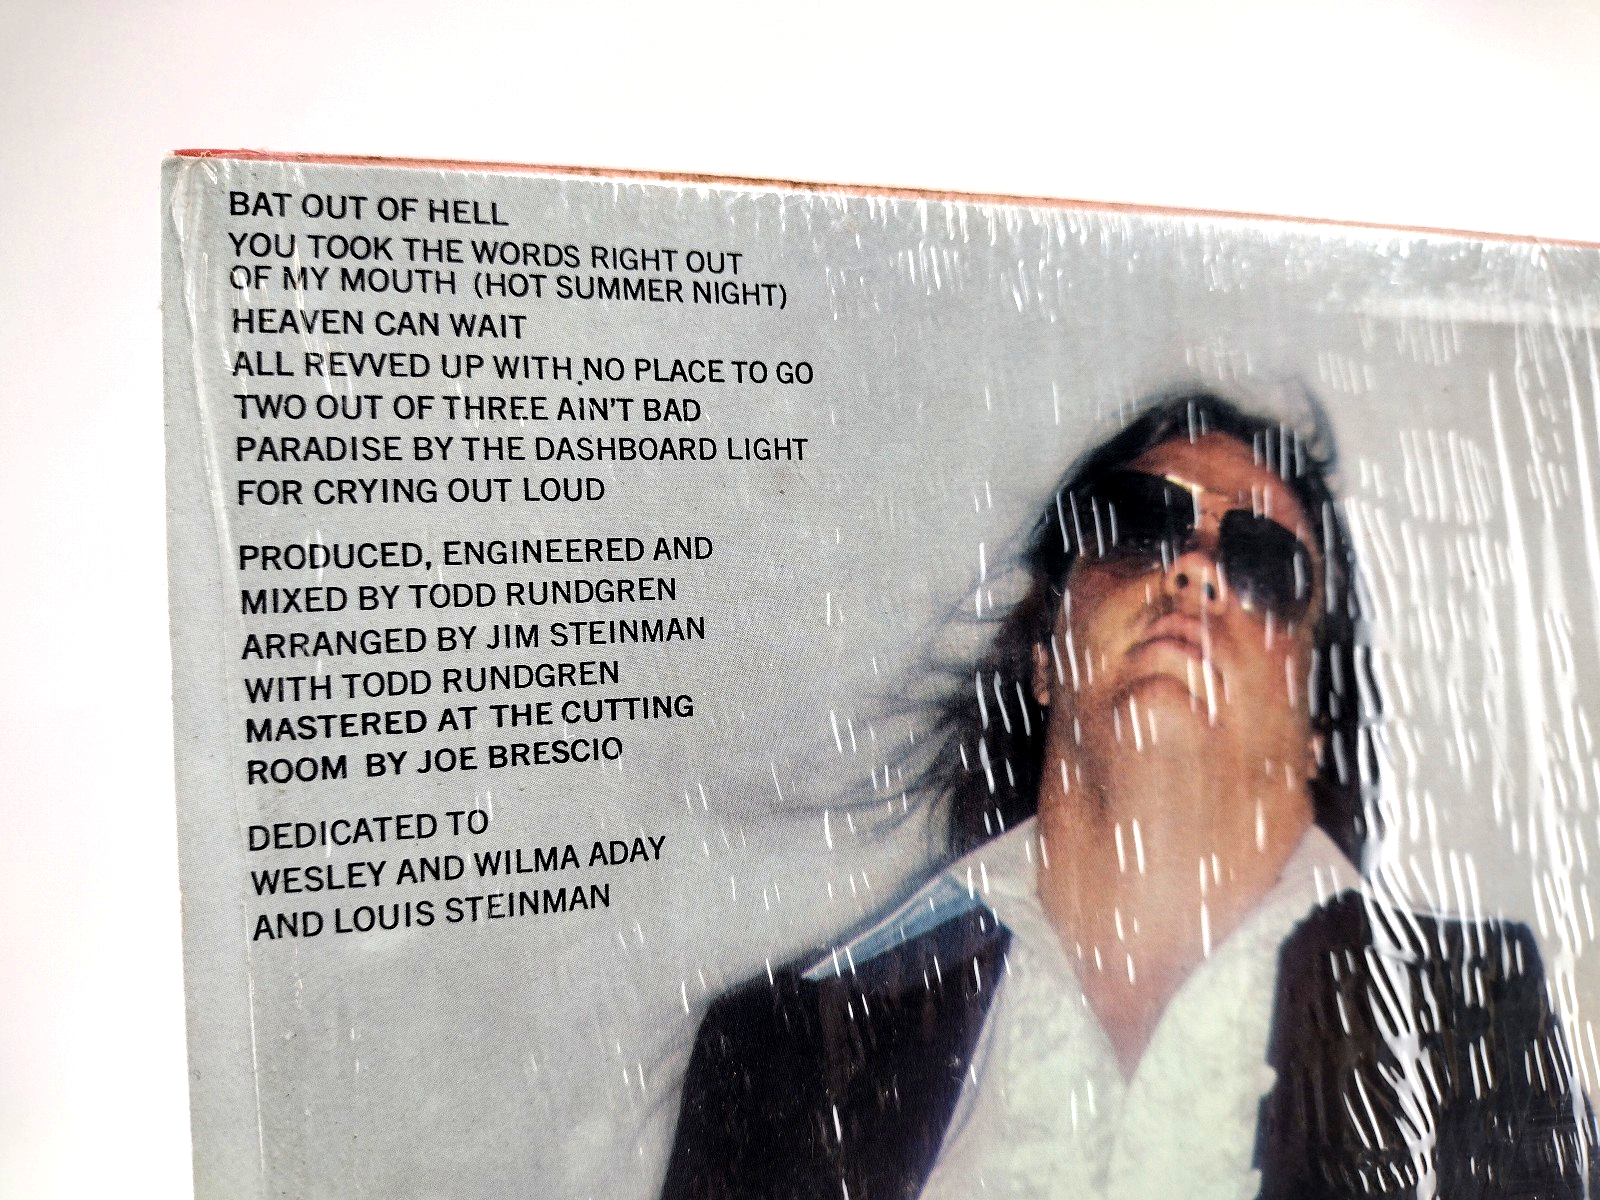 BAT OUT OF HELL
YOU TOOK THE WORDS RIGHT OUT
OF MY MOUTH (HOT SUMMER NIGHT)
HEAVEN CAN WAIT
ALL REVVED UP WITH NO PLACE TO GO
TWO OUT OF THREE AIN'T BAD
PARADISE BY THE DASHBOARD LIGHT
FOR CRYING OUT LOUD
PRODUCED, ENGINEERED AND
MIXED BY TODD RUNDGREN
ARRANGED BY JIM STEINMAN
WITH TODD RUNDGREN
MASTERED AT THE CUTTING
ROOM BY JOE BRESCIO
DEDICATED TO
WESLEY AND WILMA ADAY
AND LOUIS STEINMAN